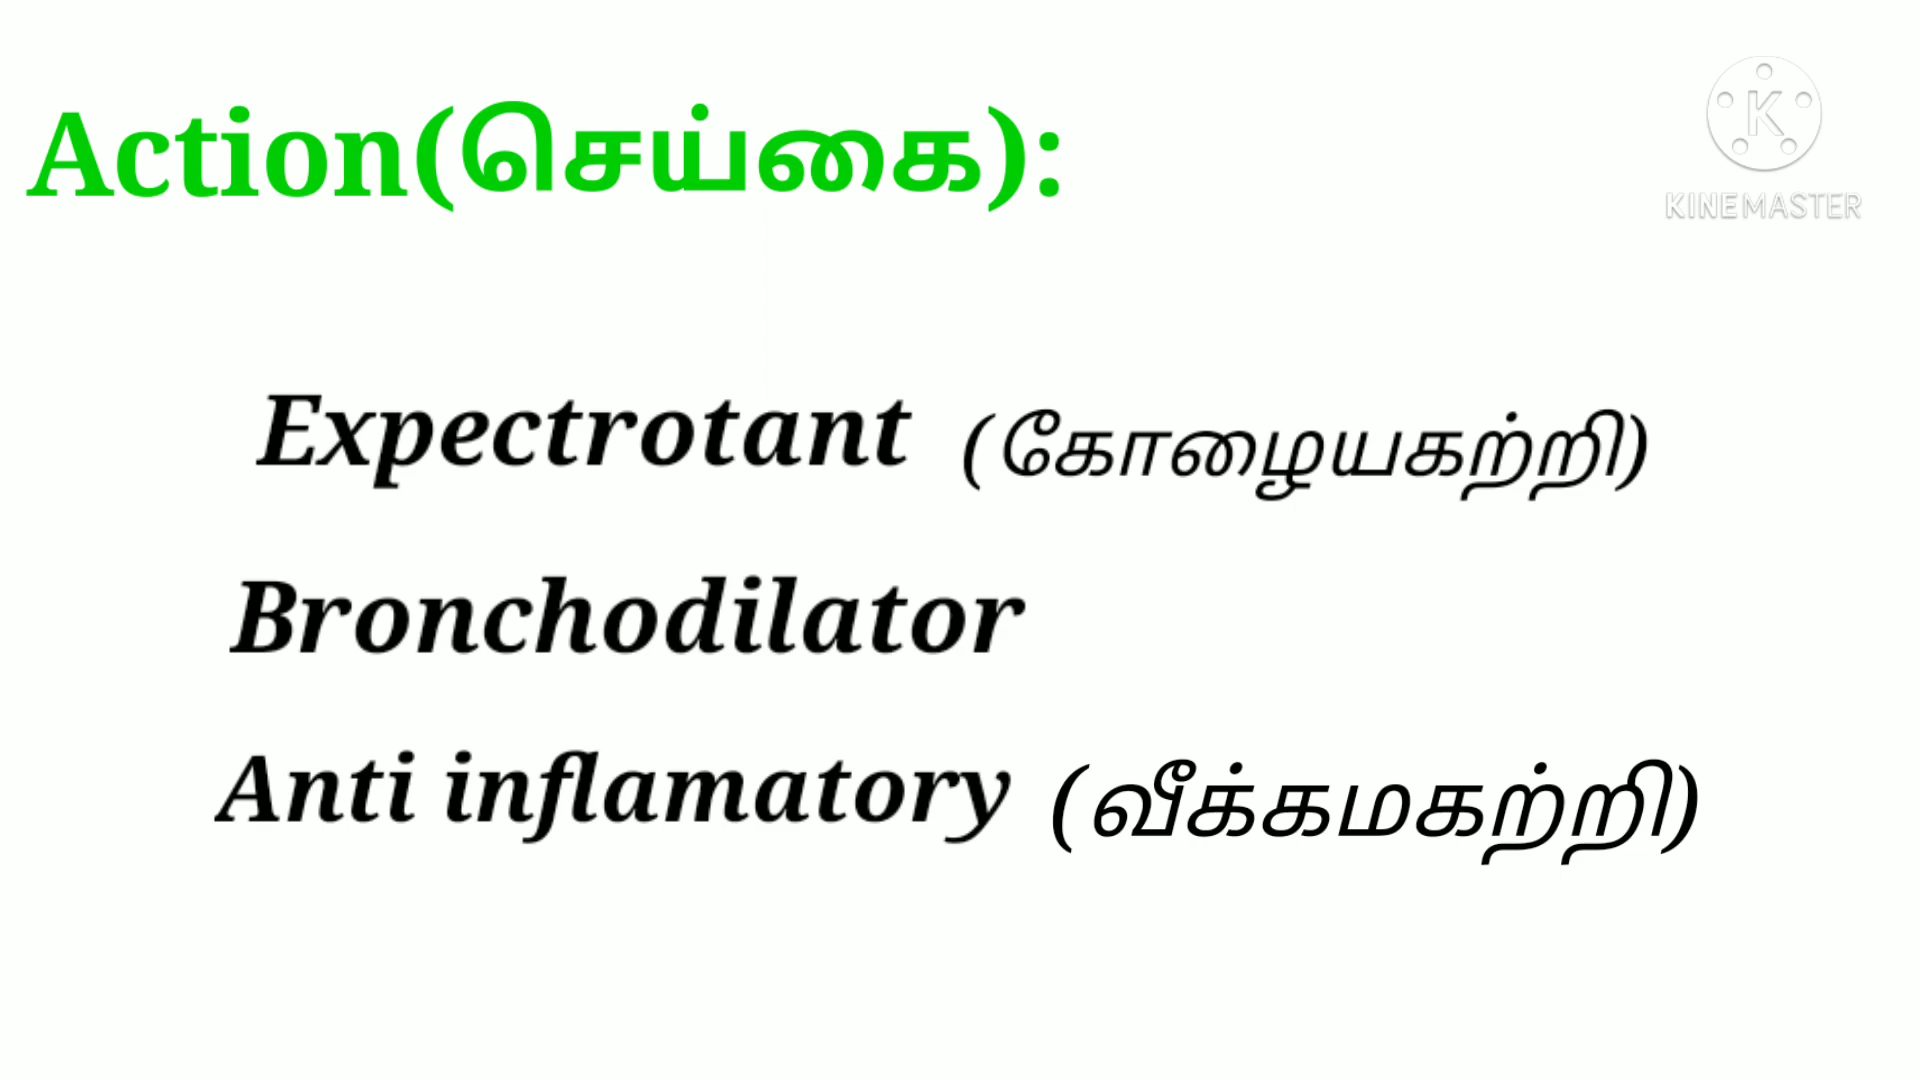 Action(செய்கை):
K
KINEMASTER
Expectrotant (கோழையகற்றி)
Bronchodilator
Anti inflamatory (வீக்கமகற்றி)